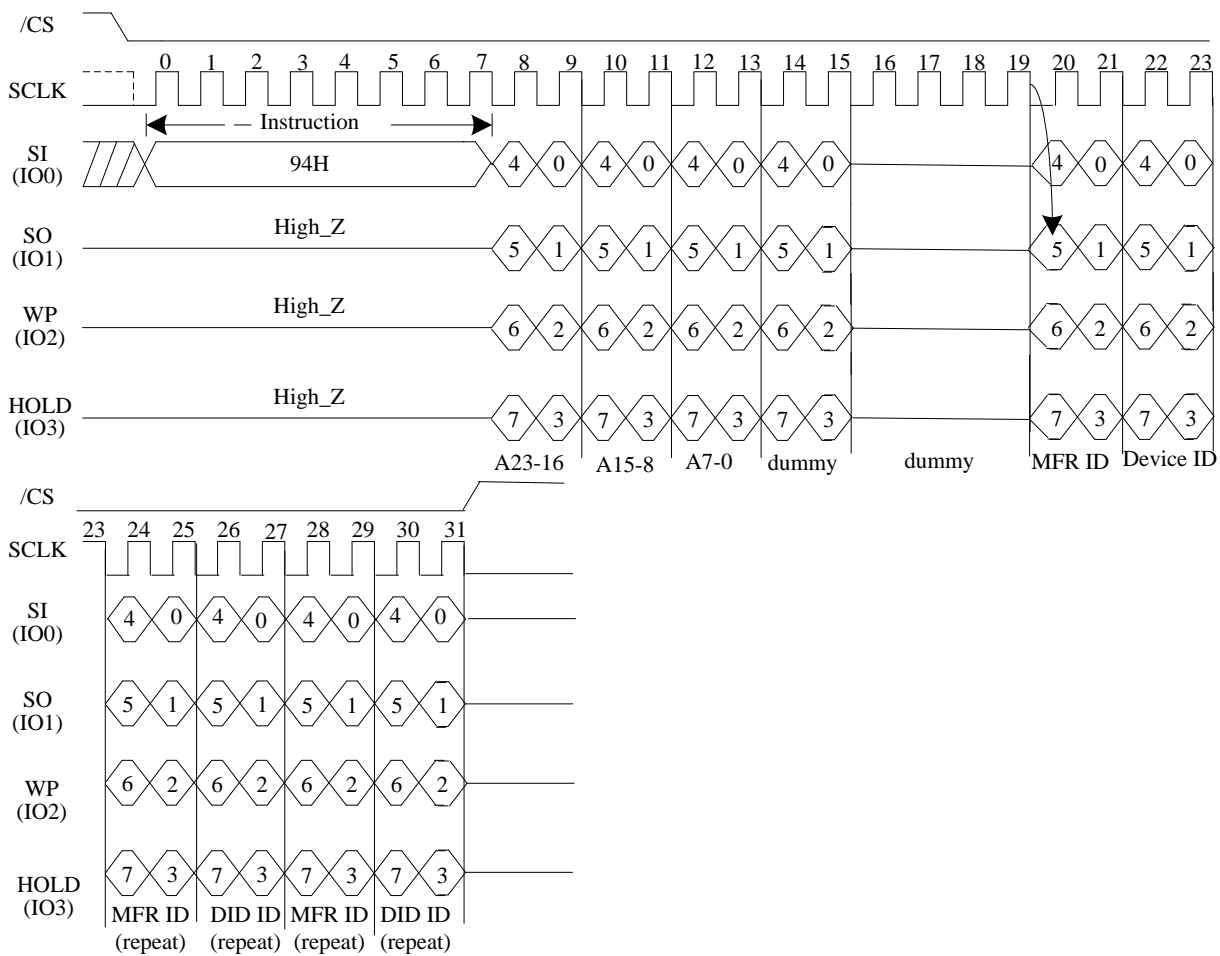 /CS
0 1 2 3 4 5 6 7 8 9 10 11 12 13 14 15 16 17 18 19 20 21 22 23
SCLK
Instruction
SI
(IO0)
94H
4 0 4 0 4 0 4 0 4 0 4 0
High_Z
SO
(IO1)
5 1 5 1 5 1 5 1 5 1 5 1
High_Z
WP
(IO2)
6 2 6 2 6 2 6 2 6 2 6 2
High_Z
HOLD
(IO3)
7 3 7 3 7 3 7 3 7 3 7 3
A23-16 A15-8 A7-0 dummy dummy MFR ID Device ID
/CS
23 24 25 26 27 28 29 30 31
SCLK
SI
(IO0)
4 0 4 0 4 0 4 0
SO
(IO1)
5 1 5 1 5 1 5 1
WP
(IO2)
6 2 6 2 6 2 6 2
HOLD
(IO3)
7 3 7 3 7 3 7 3
MFR ID DID ID MFR ID DID ID
(repeat) (repeat) (repeat) (repeat)